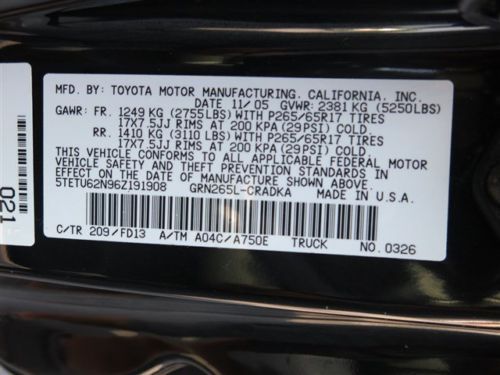 MFD. BY: TOYOTA MOTOR MANUFACTURING, CALIFORNIA, INC.
DATE 11/05 GVWR: 2381 KG (5250LBS)
GAWR: FR. 1249 KG (2755LBS) WITH P265/65R17 TIRES
17X7.5JJ RIMS AT 200 KPA (29PSI) COLD.
RR. 1410 KG (3110 LBS) WITH P265/65R17 TIRES
17X7.5JJ RIMS AT 200 KPA (29PSI) COLD.
THIS VEHICLE CONFORMS TO ALL APPLICABLE FEDERAL MOTOR
VEHICLE SAFETY AND THEFT PREVENTION STANDARDS IN
EFFECT ON THE DATE OF MANUFACTURE SHOWN ABOVE.
5TETU62N96Z191908 GRN265L-CRADKA MADE IN U.S.A.
C/TR 209/FD13 A/TM A04C/A750E TRUCK NO. 0326
021